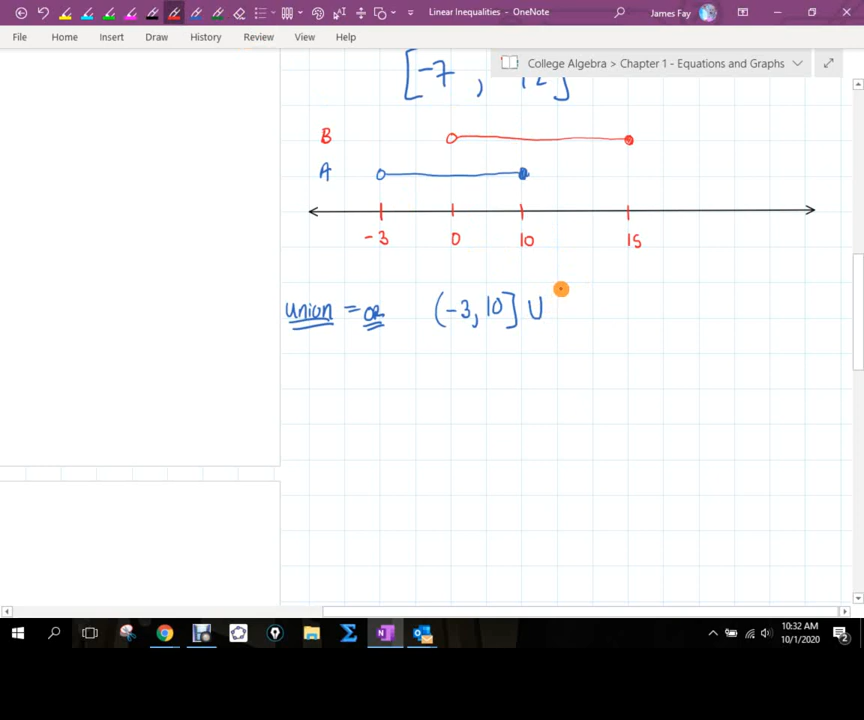 Linear Inequalities - OneNote
James Fay
File Home Insert Draw History Review View Help
College Algebra > Chapter 1 - Equations and Graphs
[-7, 12]
B
A
-3 0 10 15
union = OR (-3, 10] ∪
10:32 AM
10/1/2020
2